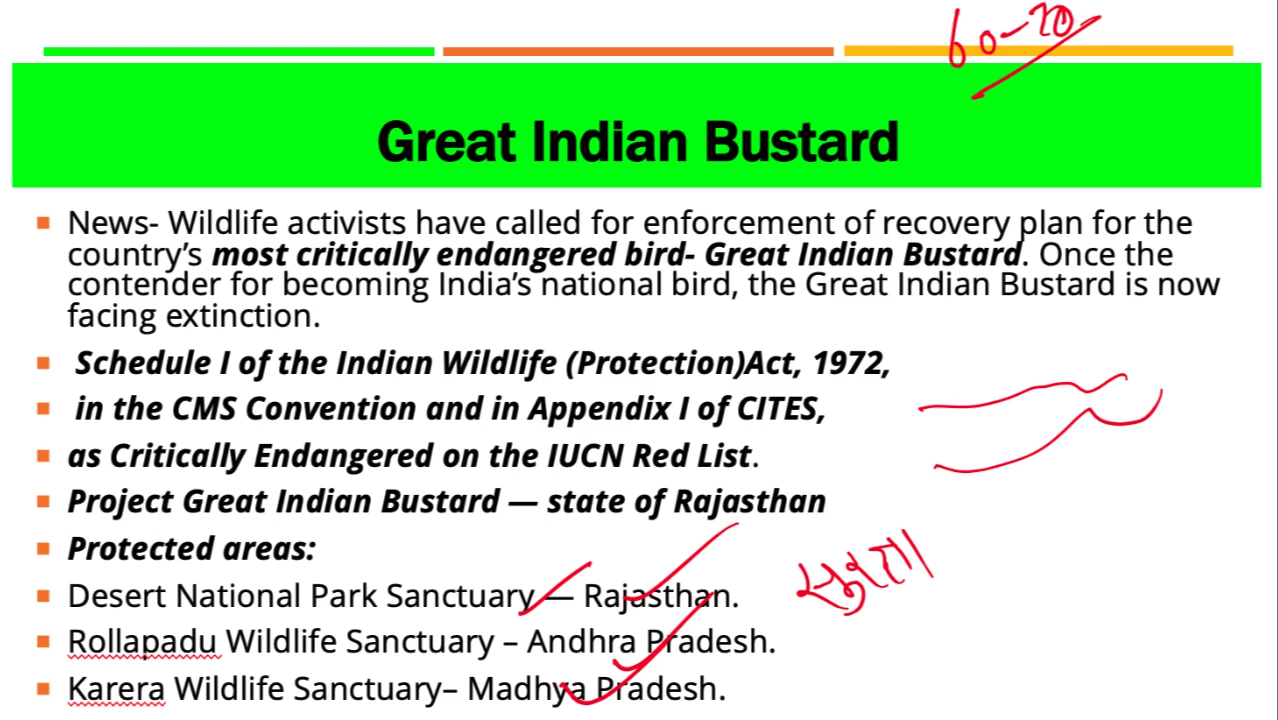 60-70
Great Indian Bustard
News- Wildlife activists have called for enforcement of recovery plan for the
country's most critically endangered bird- Great Indian Bustard. Once the
contender for becoming India's national bird, the Great Indian Bustard is now
facing extinction.
Schedule I of the Indian Wildlife (Protection)Act, 1972,
in the CMS Convention and in Appendix I of CITES,
as Critically Endangered on the IUCN Red List.
Project Great Indian Bustard — state of Rajasthan
Protected areas:
Desert National Park Sanctuary — Rajasthan.
Rollapadu Wildlife Sanctuary – Andhra Pradesh.
Karera Wildlife Sanctuary– Madhya Pradesh.